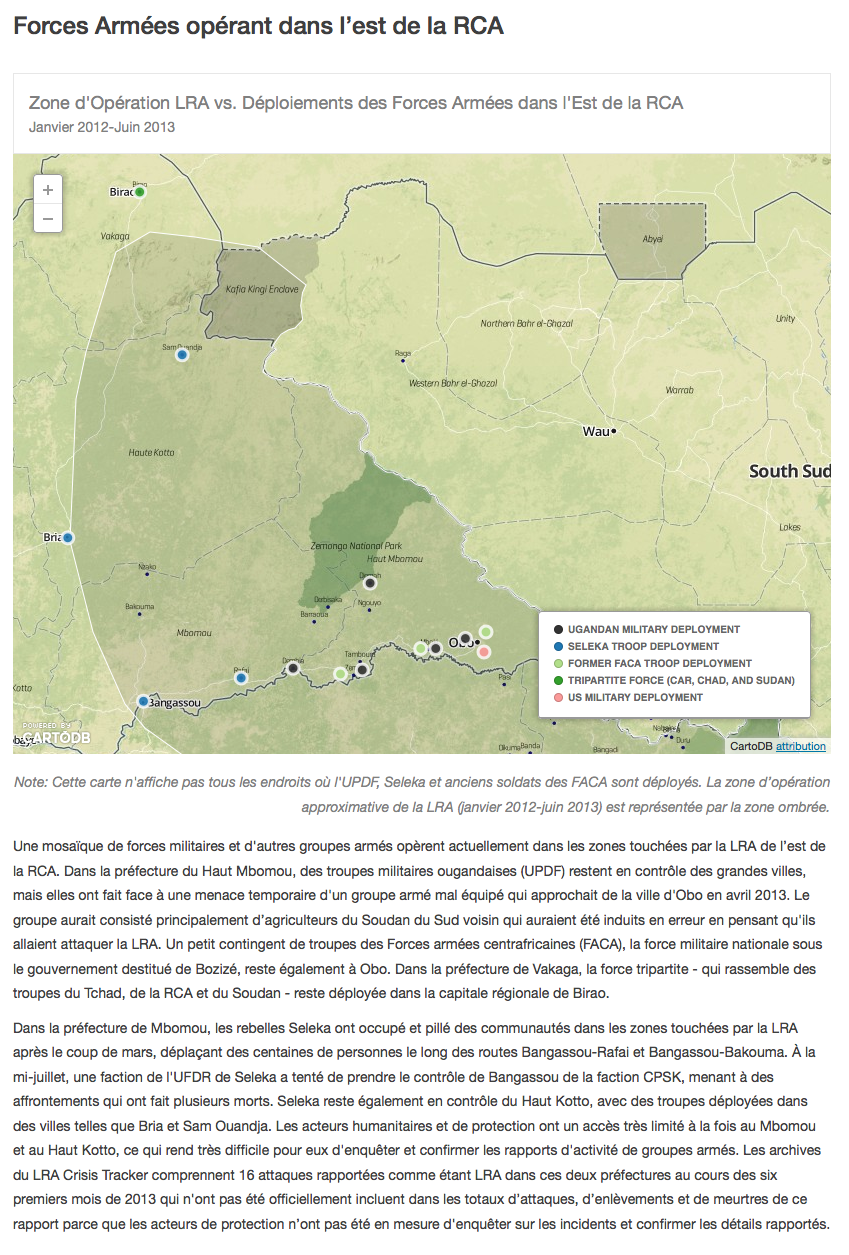 Forces Armées opérant dans l’est de la RCA
Zone d'Opération LRA vs. Déploiements des Forces Armées dans l'Est de la RCA
Janvier 2012-Juin 2013
+
−
Birao
Vakaga
Kafia Kingi Enclave
Abyei
Northern Bahr el-Ghazal
Unity
Sam Ouandja
Raga
Western Bahr el-Ghazal
Warrab
Wau
Haute Kotto
South Sud
Lakes
Bria
Zemongo National Park
Haut Mbomou
Nzako
Derbisaka
Ngouyo
Bakouma
Barroua
Mbomou
Obo
Tamboura
Rafai
Kotto
Bangassou
POWERED BY
CARTODB
Banda
Bangadi
Duru
UGANDAN MILITARY DEPLOYMENT
SELEKA TROOP DEPLOYMENT
FORMER FACA TROOP DEPLOYMENT
TRIPARTITE FORCE (CAR, CHAD, AND SUDAN)
US MILITARY DEPLOYMENT
CartoDB attribution
Note: Cette carte n'affiche pas tous les endroits où l'UPDF, Seleka et anciens soldats des FACA sont déployés. La zone d’opération
approximative de la LRA (janvier 2012-juin 2013) est représentée par la zone ombrée.
Une mosaïque de forces militaires et d'autres groupes armés opèrent actuellement dans les zones touchées par la LRA de l’est de
la RCA. Dans la préfecture du Haut Mbomou, des troupes militaires ougandaises (UPDF) restent en contrôle des grandes villes,
mais elles ont fait face à une menace temporaire d'un groupe armé mal équipé qui approchait de la ville d'Obo en avril 2013. Le
groupe aurait consisté principalement d’agriculteurs du Soudan du Sud voisin qui auraient été induits en erreur en pensant qu'ils
allaient attaquer la LRA. Un petit contingent de troupes des Forces armées centrafricaines (FACA), la force militaire nationale sous
le gouvernement destitué de Bozizé, reste également à Obo. Dans la préfecture de Vakaga, la force tripartite - qui rassemble des
troupes du Tchad, de la RCA et du Soudan - reste déployée dans la capitale régionale de Birao.
Dans la préfecture de Mbomou, les rebelles Seleka ont occupé et pillé des communautés dans les zones touchées par la LRA
après le coup de mars, déplaçant des centaines de personnes le long des routes Bangassou-Rafai et Bangassou-Bakouma. À la
mi-juillet, une faction de l'UFDR de Seleka a tenté de prendre le contrôle de Bangassou de la faction CPSK, menant à des
affrontements qui ont fait plusieurs morts. Seleka reste également en contrôle du Haut Kotto, avec des troupes déployées dans
des villes telles que Bria et Sam Ouandja. Les acteurs humanitaires et de protection ont un accès très limité à la fois au Mbomou
et au Haut Kotto, ce qui rend très difficile pour eux d'enquêter et confirmer les rapports d'activité de groupes armés. Les archives
du LRA Crisis Tracker comprennent 16 attaques rapportées comme étant LRA dans ces deux préfectures au cours des six
premiers mois de 2013 qui n'ont pas été officiellement incluent dans les totaux d’attaques, d’enlèvements et de meurtres de ce
rapport parce que les acteurs de protection n’ont pas été en mesure d'enquêter sur les incidents et confirmer les détails rapportés.